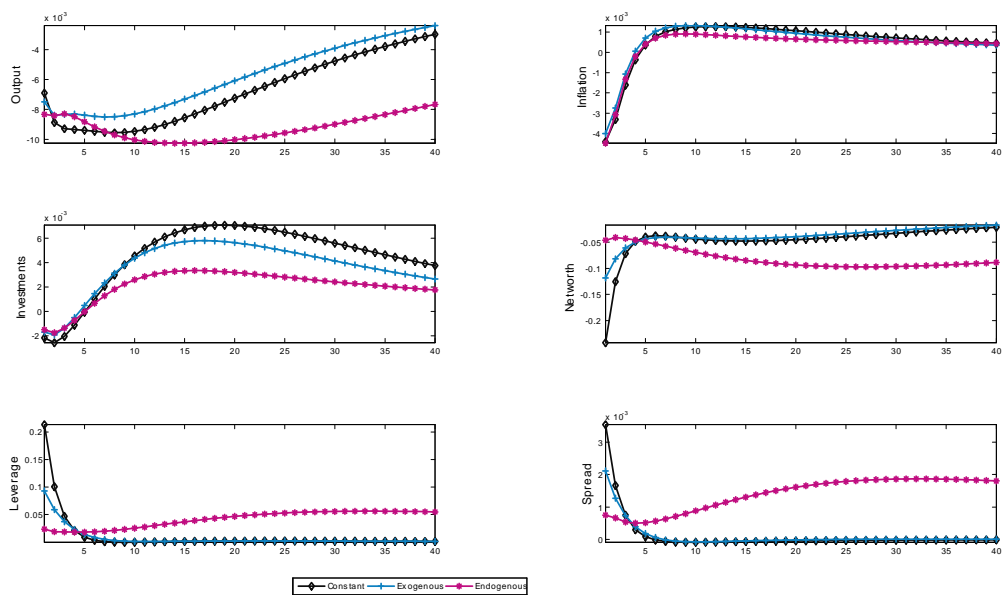 x 10⁻³
Output
-4
-6
-8
-10
5 10 15 20 25 30 35 40
x 10⁻³
Inflation
1
0
-1
-2
-3
-4
5 10 15 20 25 30 35 40
x 10⁻³
Investments
6
4
2
0
-2
5 10 15 20 25 30 35 40
Networth
-0.05
-0.1
-0.15
-0.2
5 10 15 20 25 30 35 40
Leverage
0.2
0.15
0.1
0.05
5 10 15 20 25 30 35 40
x 10⁻³
Spread
3
2
1
0
5 10 15 20 25 30 35 40
Constant Exogenous Endogenous